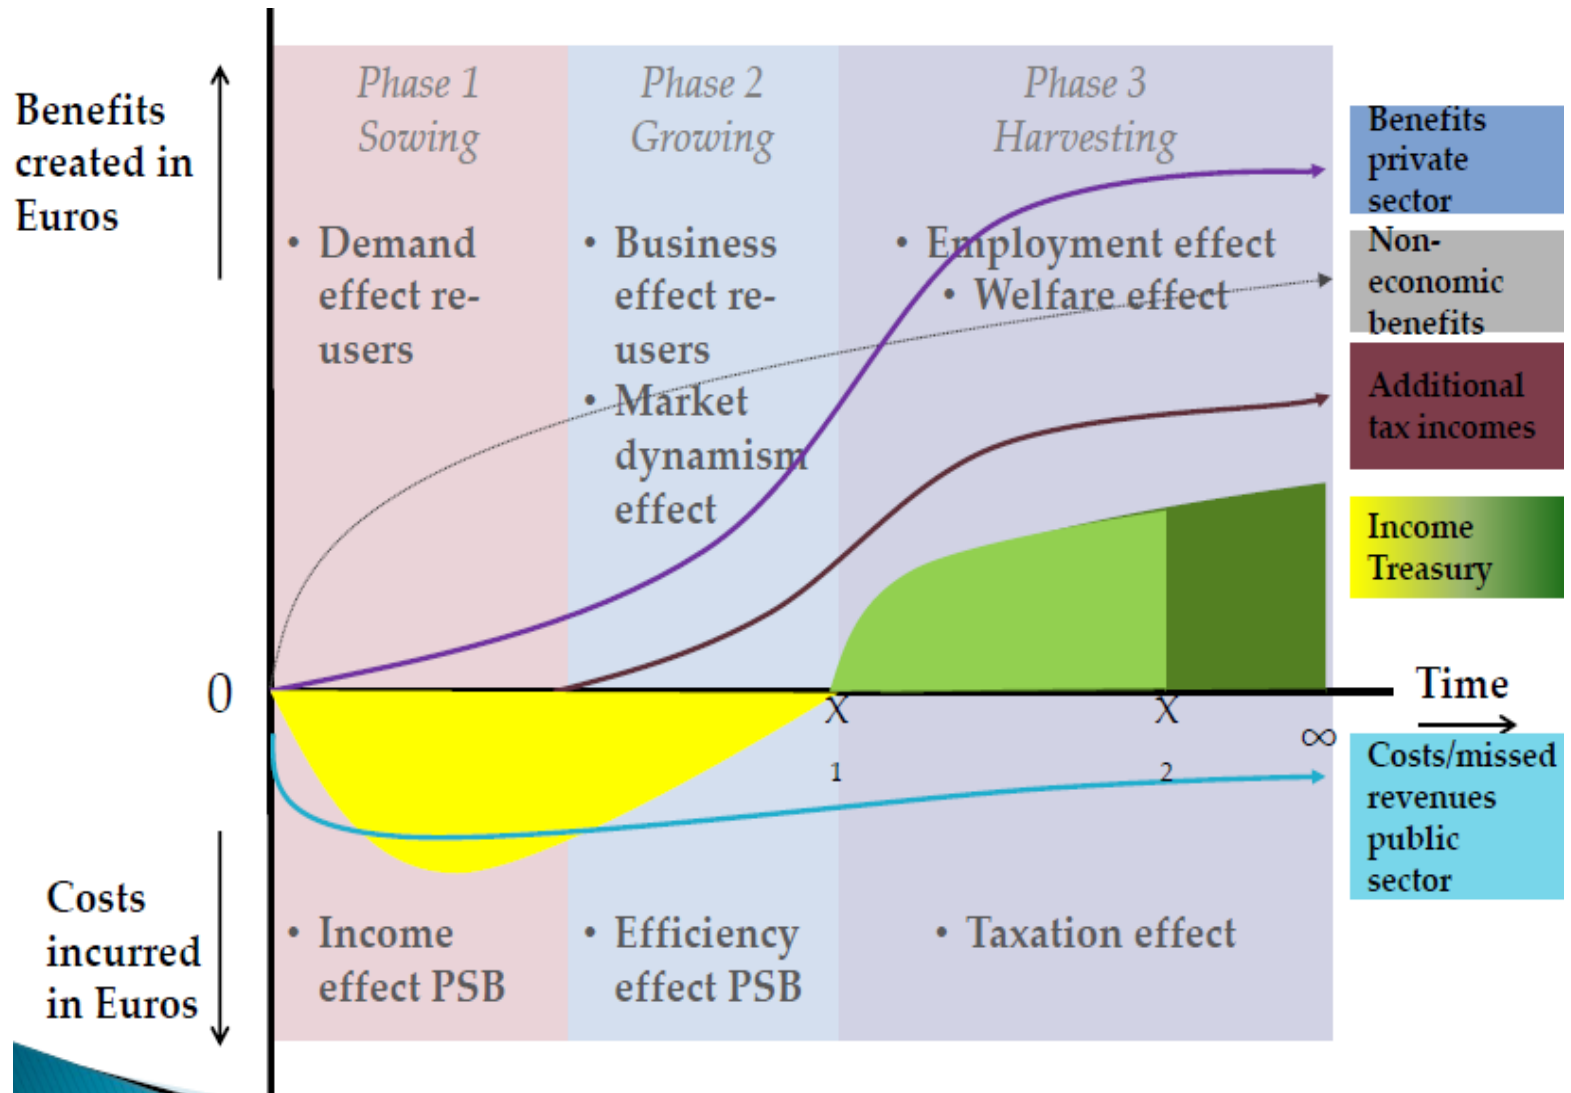 Benefits
created in
Euros
Phase 1
Sowing
Phase 2
Growing
Phase 3
Harvesting
• Demand
effect re-
users
• Business
effect re-
users
• Market
dynamism
effect
• Employment effect
• Welfare effect
Benefits
private
sector
Non-
economic
benefits
Additional
tax incomes
Income
Treasury
0
Time
X
1
X
2
∞
Costs/missed
revenues
public
sector
Costs
incurred
in Euros
• Income
effect PSB
• Efficiency
effect PSB
• Taxation effect